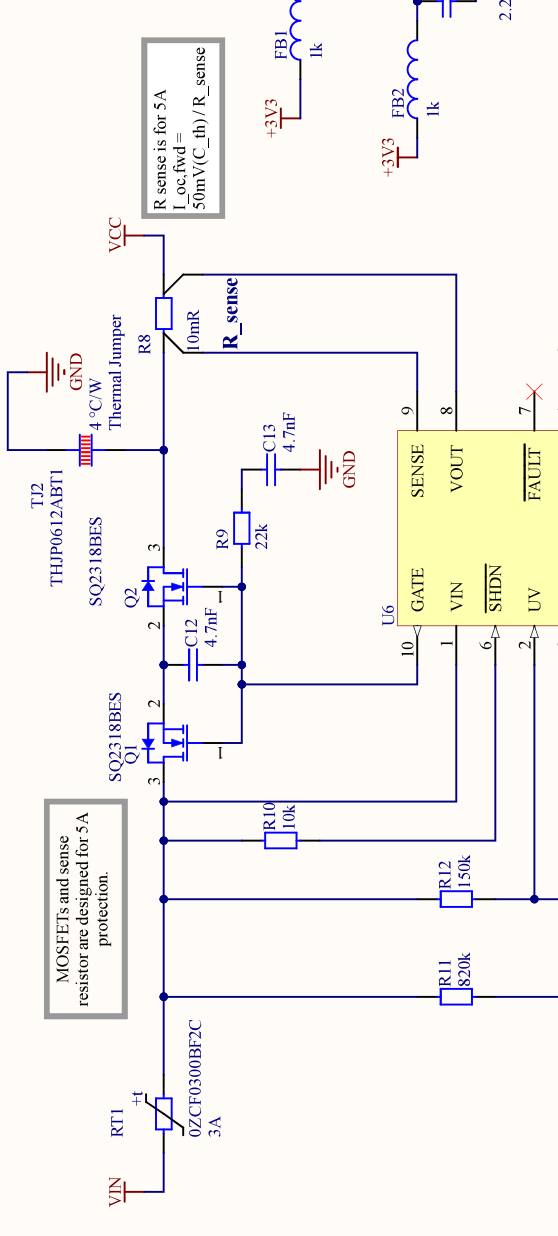 FB1
1k
+3V3
2.2
FB2
1k
+3V3
R sense is for 5A
I_oc,fwd =
50mV(C_th) / R_sense
VCC
R8
10mR
R_sense
GND
4 °C/W
Thermal Jumper
TJ2
THJP0612ABT1
SQ2318BES
Q2
3
2
1
R9
22k
C13
4.7nF
GND
C12
4.7nF
SQ2318BES
Q1
2
3
1
U6
GATE
VIN
SHDN
UV
SENSE
VOUT
FAULT
10
1
6
2
9
8
7
R10
10k
R12
150k
R11
820k
MOSFETs and sense
resistor are designed for 5A
protection.
RT1
+t
0ZCF0300BF2C
3A
VIN